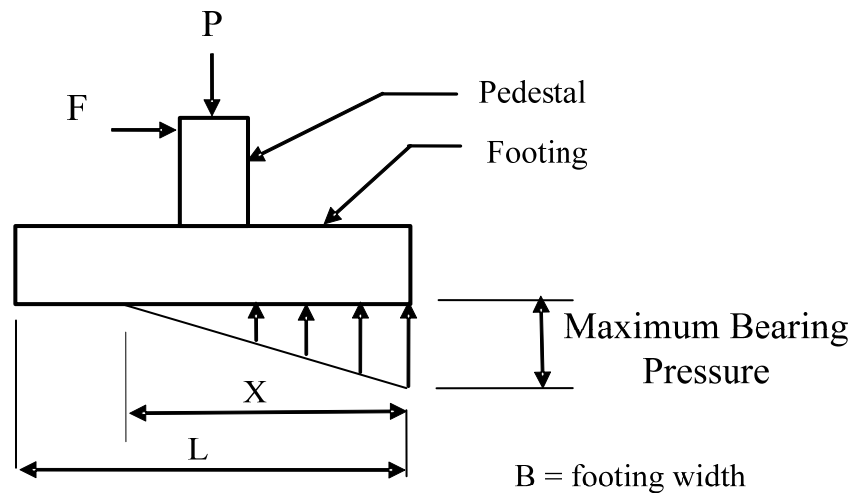 P
F
Pedestal
Footing
Maximum Bearing
Pressure
X
L
B = footing width